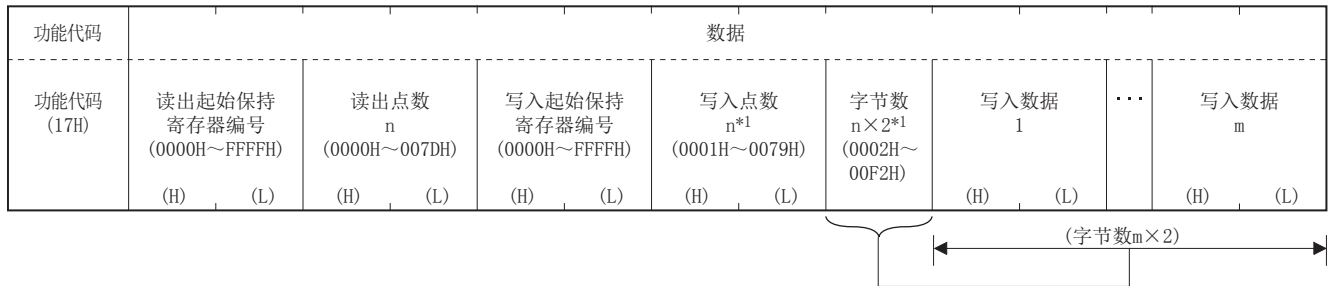 功能代码 数据
功能代码
(17H)
读出起始保持
寄存器编号
(0000H～FFFFH)
(H) (L)
读出点数
n
(0000H～007DH)
(H) (L)
写入起始保持
寄存器编号
(0000H～FFFFH)
(H) (L)
写入点数
n*1
(0001H～0079H)
(H) (L)
字节数
n×2*1
(0002H～
00F2H)
写入数据
1
(H) (L)
···
写入数据
m
(H) (L)
(字节数m×2)